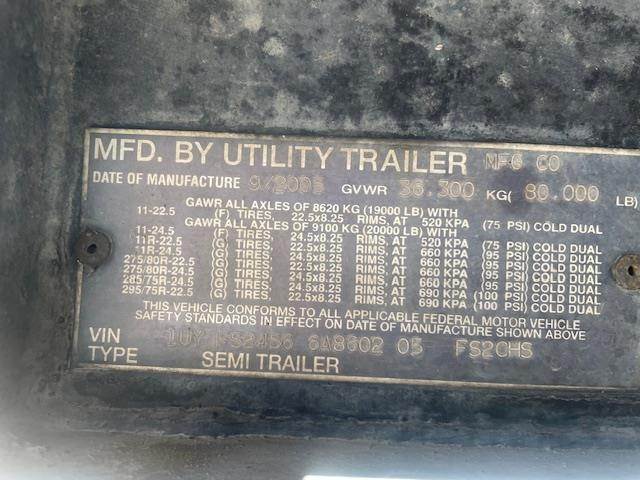 MFD. BY UTILITY TRAILER MFG CO
DATE OF MANUFACTURE 9/2005 GVWR 36.300 KG( 80.000 LB)
GAWR ALL AXLES OF 8620 KG (19000 LB) WITH
11-22.5 (F) TIRES, 22.5x8.25 RIMS, AT 520 KPA (75 PSI) COLD DUAL
GAWR ALL AXLES OF 9100 KG (20000 LB) WITH
11-24.5 (F) TIRES, 24.5x8.25 RIMS, AT 520 KPA (75 PSI) COLD DUAL
11R-22.5 (G) TIRES, 22.5x8.25 RIMS, AT 660 KPA (95 PSI) COLD DUAL
11R-24.5 (G) TIRES, 24.5x8.25 RIMS, AT 660 KPA (95 PSI) COLD DUAL
275/80R-22.5 (G) TIRES, 22.5x8.25 RIMS, AT 660 KPA (95 PSI) COLD DUAL
275/80R-24.5 (G) TIRES, 24.5x8.25 RIMS, AT 660 KPA (95 PSI) COLD DUAL
285/75R-24.5 (G) TIRES, 24.5x8.25 RIMS, AT 690 KPA (100 PSI) COLD DUAL
295/75R-22.5 (G) TIRES, 22.5x8.25 RIMS, AT 690 KPA (100 PSI) COLD DUAL
THIS VEHICLE CONFORMS TO ALL APPLICABLE FEDERAL MOTOR VEHICLE
SAFETY STANDARDS IN EFFECT ON DATE OF MANUFACTURE SHOWN ABOVE
VIN 05 FS2CHS
TYPE SEMI TRAILER